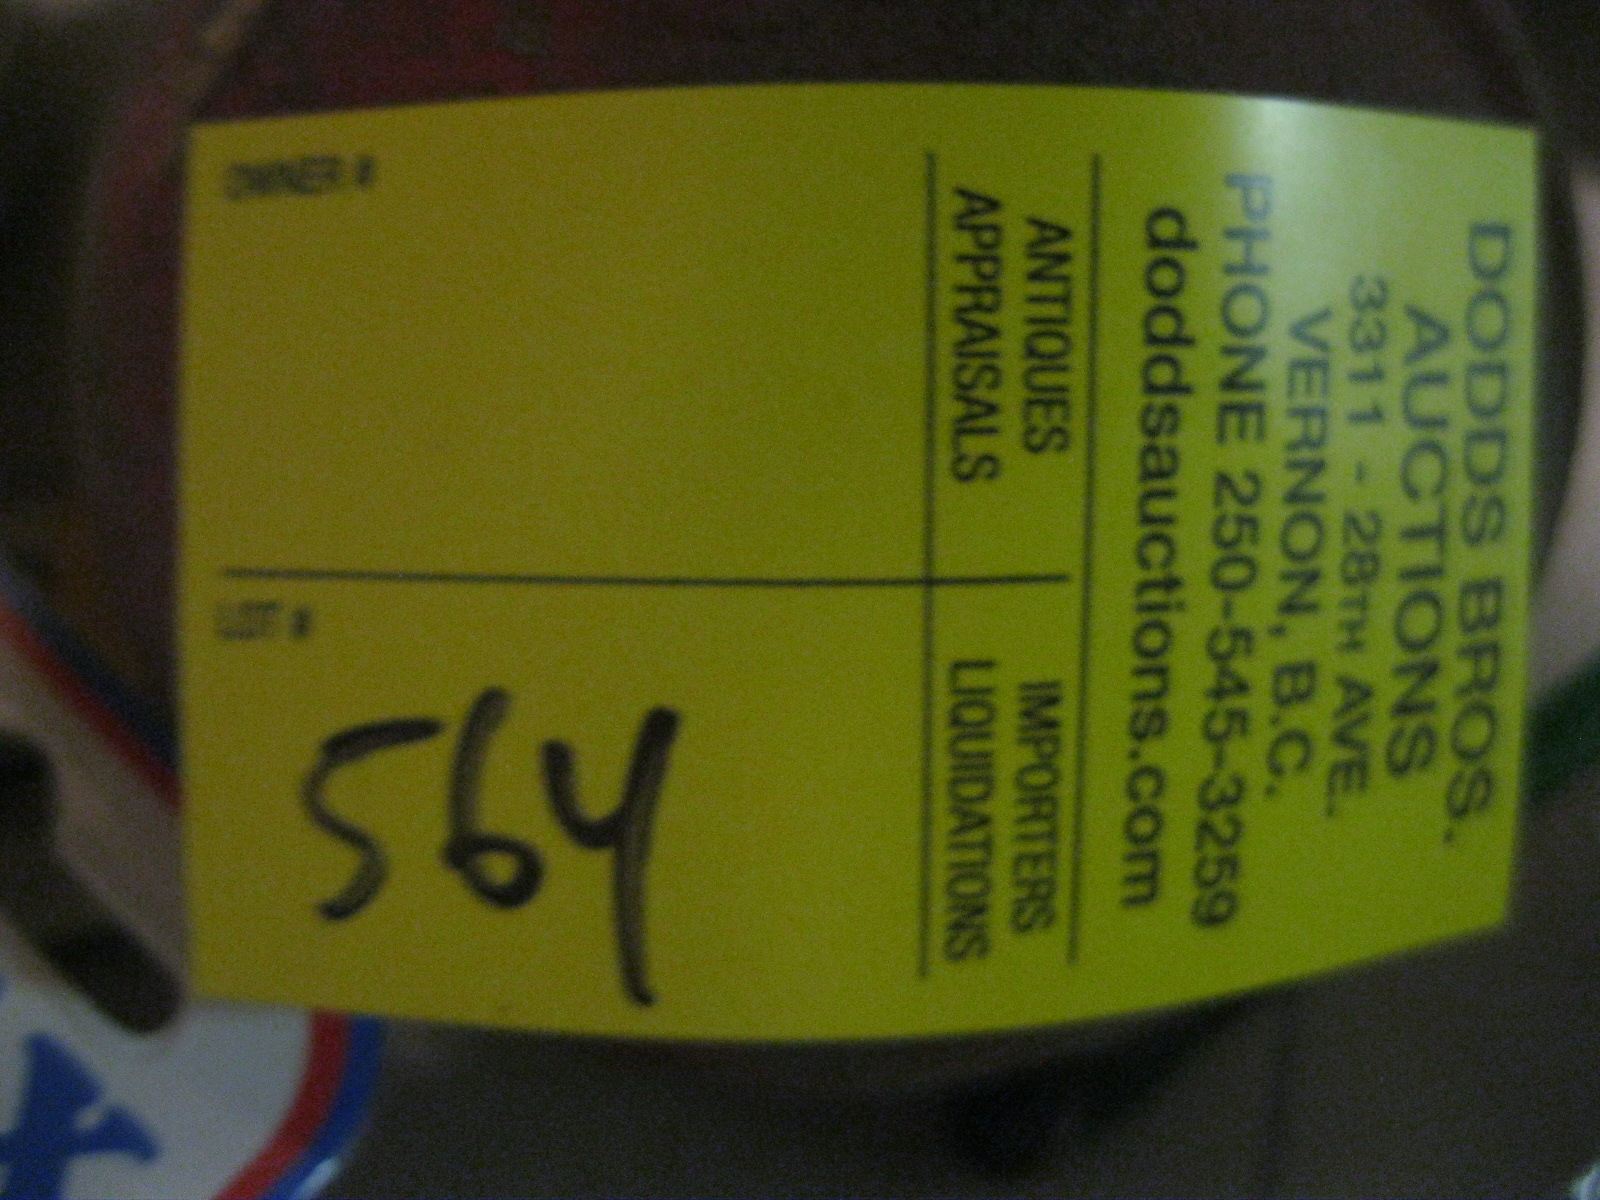 DODDS BROS.
AUCTIONS
3311 - 28TH AVE.
VERNON, B.C.
PHONE 250-545-3259
doddsauctions.com
ANTIQUES IMPORTERS
APPRAISALS LIQUIDATIONS
OWNER # LOT #
564